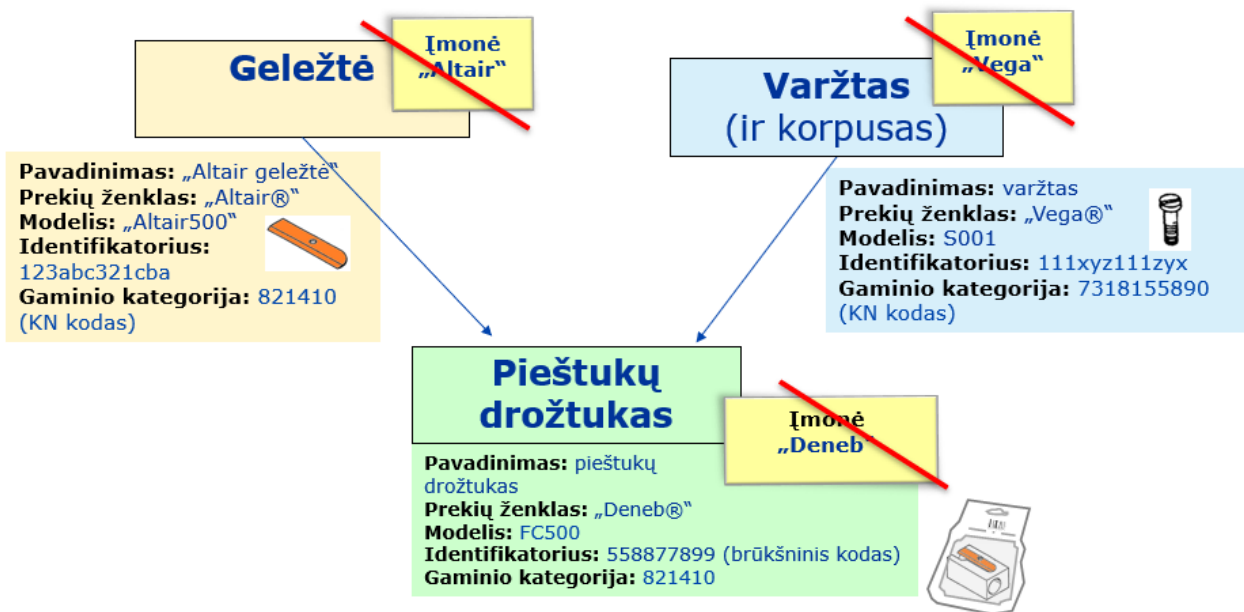 Geležtė
Įmonė
„Altair“
Pavadinimas: „Altair geležtė“
Prekių ženklas: „Altair®“
Modelis: „Altair500“
Identifikatorius:
123abc321cba
Gaminio kategorija: 821410
(KN kodas)
Varžtas
(ir korpusas)
Įmonė
„Vega“
Pavadinimas: varžtas
Prekių ženklas: „Vega®“
Modelis: S001
Identifikatorius: 111xyz111zyx
Gaminio kategorija: 7318155890
(KN kodas)
Pieštukų
drožtukas
Įmonė
„Deneb“
Pavadinimas: pieštukų
drožtukas
Prekių ženklas: „Deneb®“
Modelis: FC500
Identifikatorius: 558877899 (brūkšninis kodas)
Gaminio kategorija: 821410